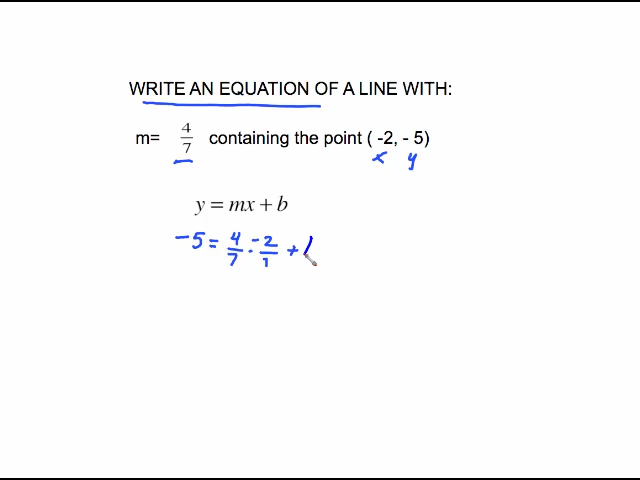 WRITE AN EQUATION OF A LINE WITH:
m= 4/7 containing the point ( -2, - 5)
x y
y = mx + b
-5 = 4/7 · -2/1 +